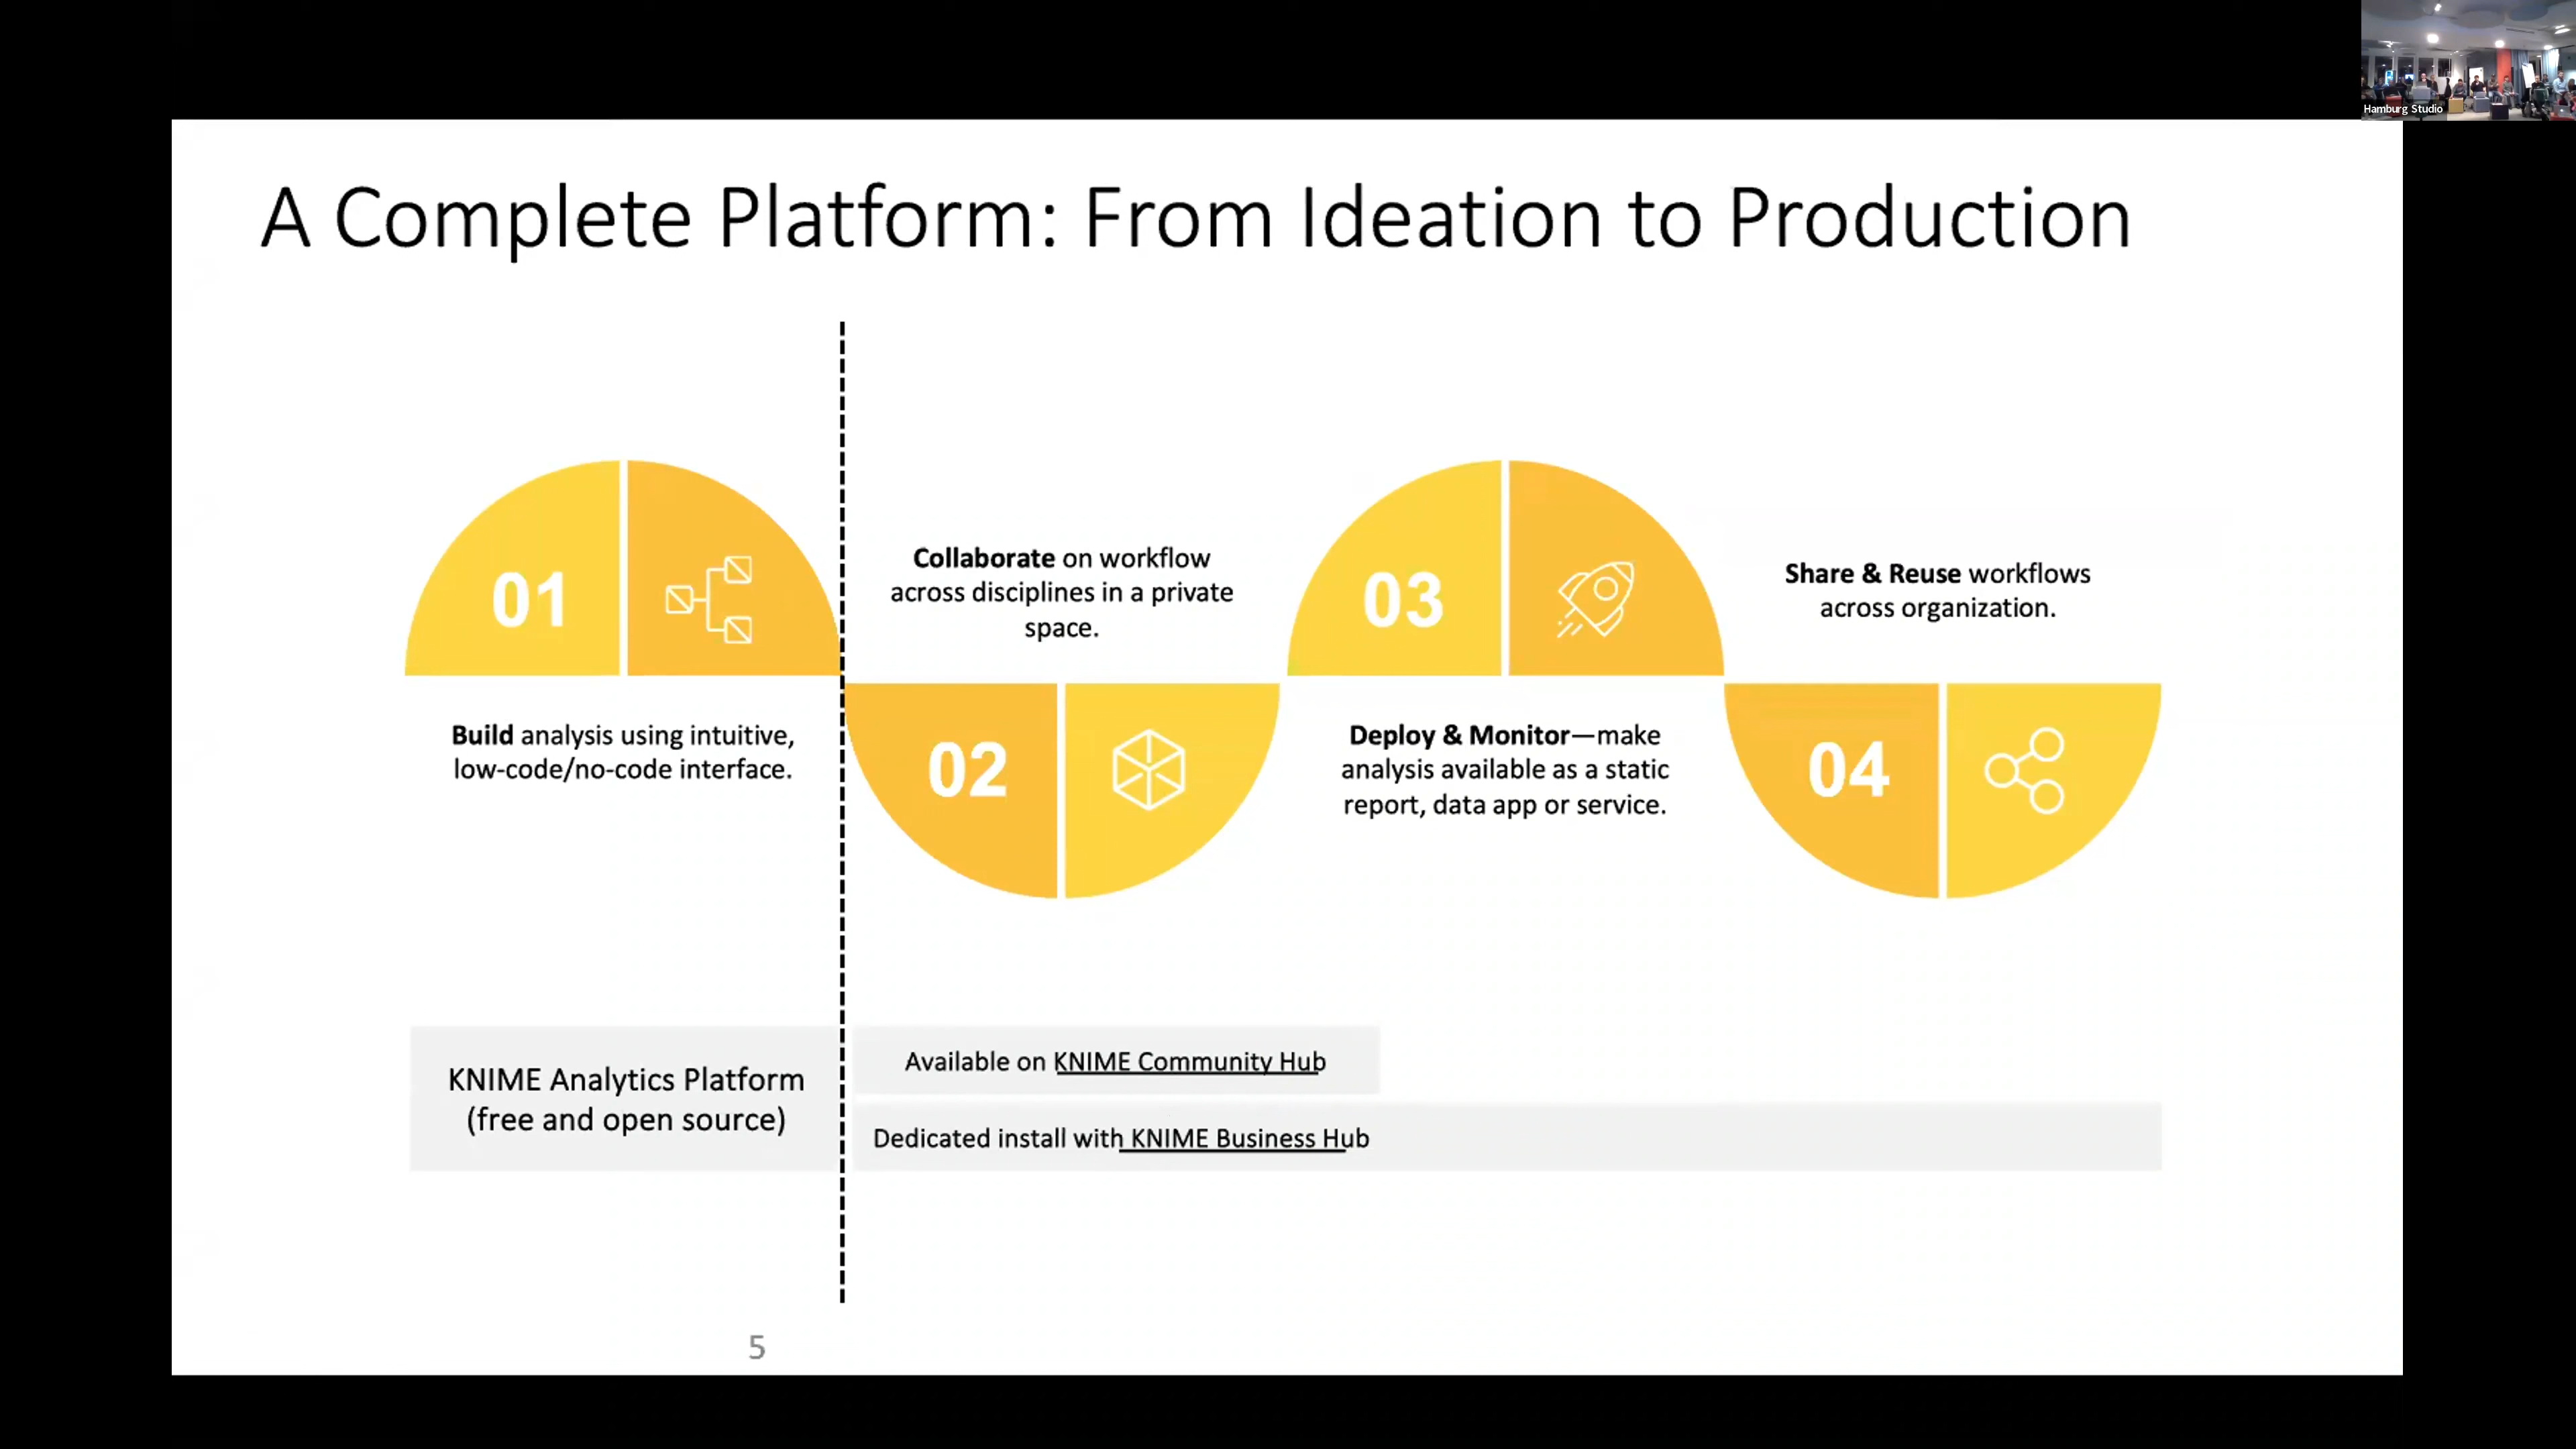 Hamburg Studio
A Complete Platform: From Ideation to Production
01
Build analysis using intuitive,
low-code/no-code interface.
Collaborate on workflow
across disciplines in a private
space.
02
03
Deploy & Monitor—make
analysis available as a static
report, data app or service.
Share & Reuse workflows
across organization.
04
KNIME Analytics Platform
(free and open source)
Available on KNIME Community Hub
Dedicated install with KNIME Business Hub
5